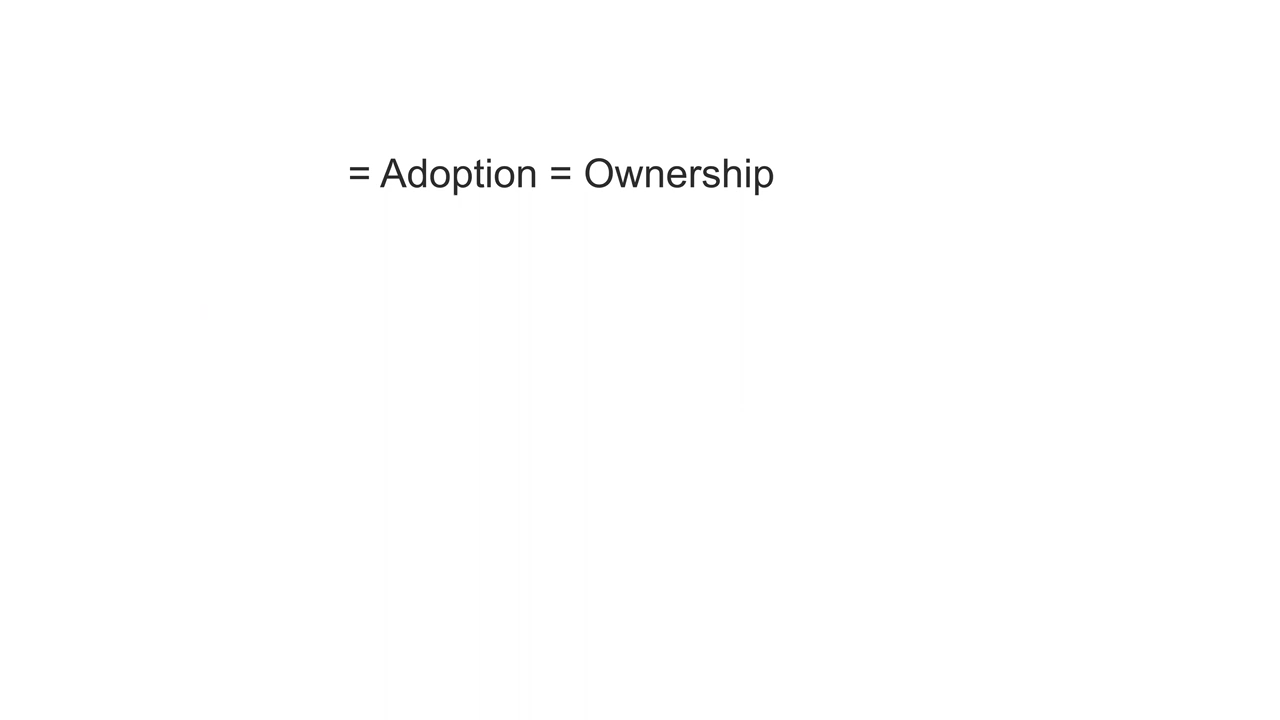 = Adoption = Ownership